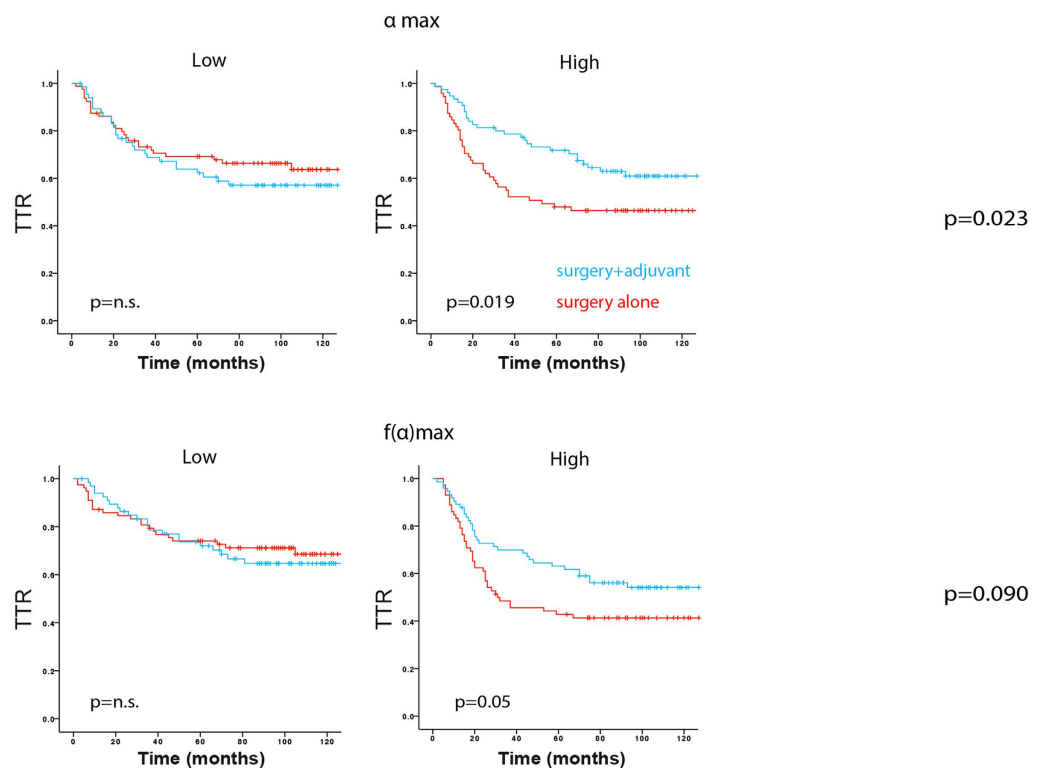 α max
Low
High
1.0
0.8
0.6
0.4
0.2
0.0
TTR
p=n.s.
0 20 40 60 80 100 120
Time (months)
1.0
0.8
0.6
0.4
0.2
0.0
TTR
surgery+adjuvant
surgery alone
p=0.019
0 20 40 60 80 100 120
Time (months)
p=0.023
f(α)max
Low
High
1.0
0.8
0.6
0.4
0.2
0.0
TTR
p=n.s.
0 20 40 60 80 100 120
Time (months)
1.0
0.8
0.6
0.4
0.2
0.0
TTR
p=0.05
0 20 40 60 80 100 120
Time (months)
p=0.090